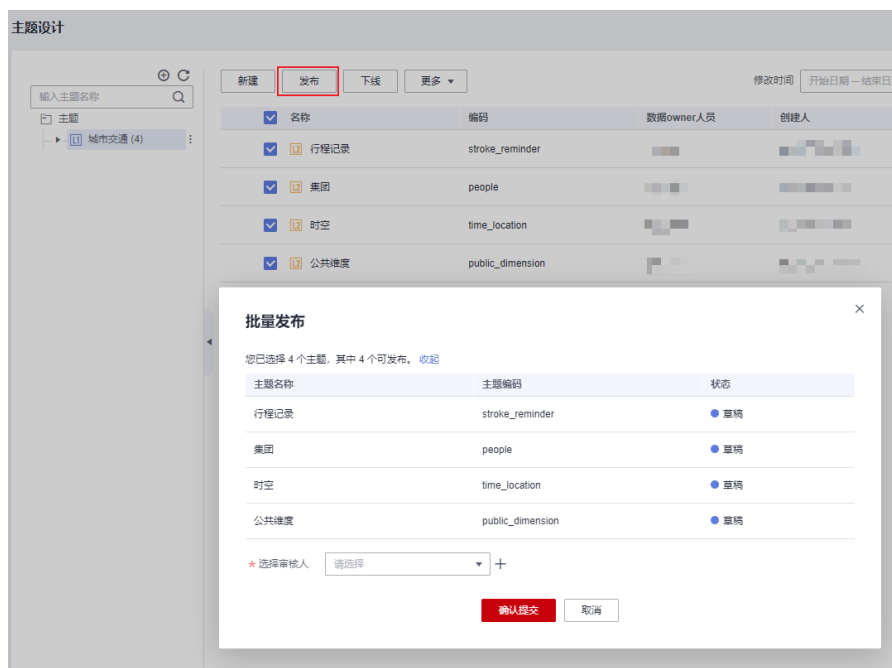 主题设计
新建 发布 下线 更多 修改时间 开始日期 – 结束日
输入主题名称
主题
L1 城市交通 (4)
名称 编码 数据owner人员 创建人
L2 行程记录 stroke_reminder
L2 集团 people
L2 时空 time_location
L2 公共维度 public_dimension
批量发布
您已选择 4 个主题，其中 4 个可发布。 收起
主题名称 主题编码 状态
行程记录 stroke_reminder 草稿
集团 people 草稿
时空 time_location 草稿
公共维度 public_dimension 草稿
* 选择审核人 请选择
确认提交 取消